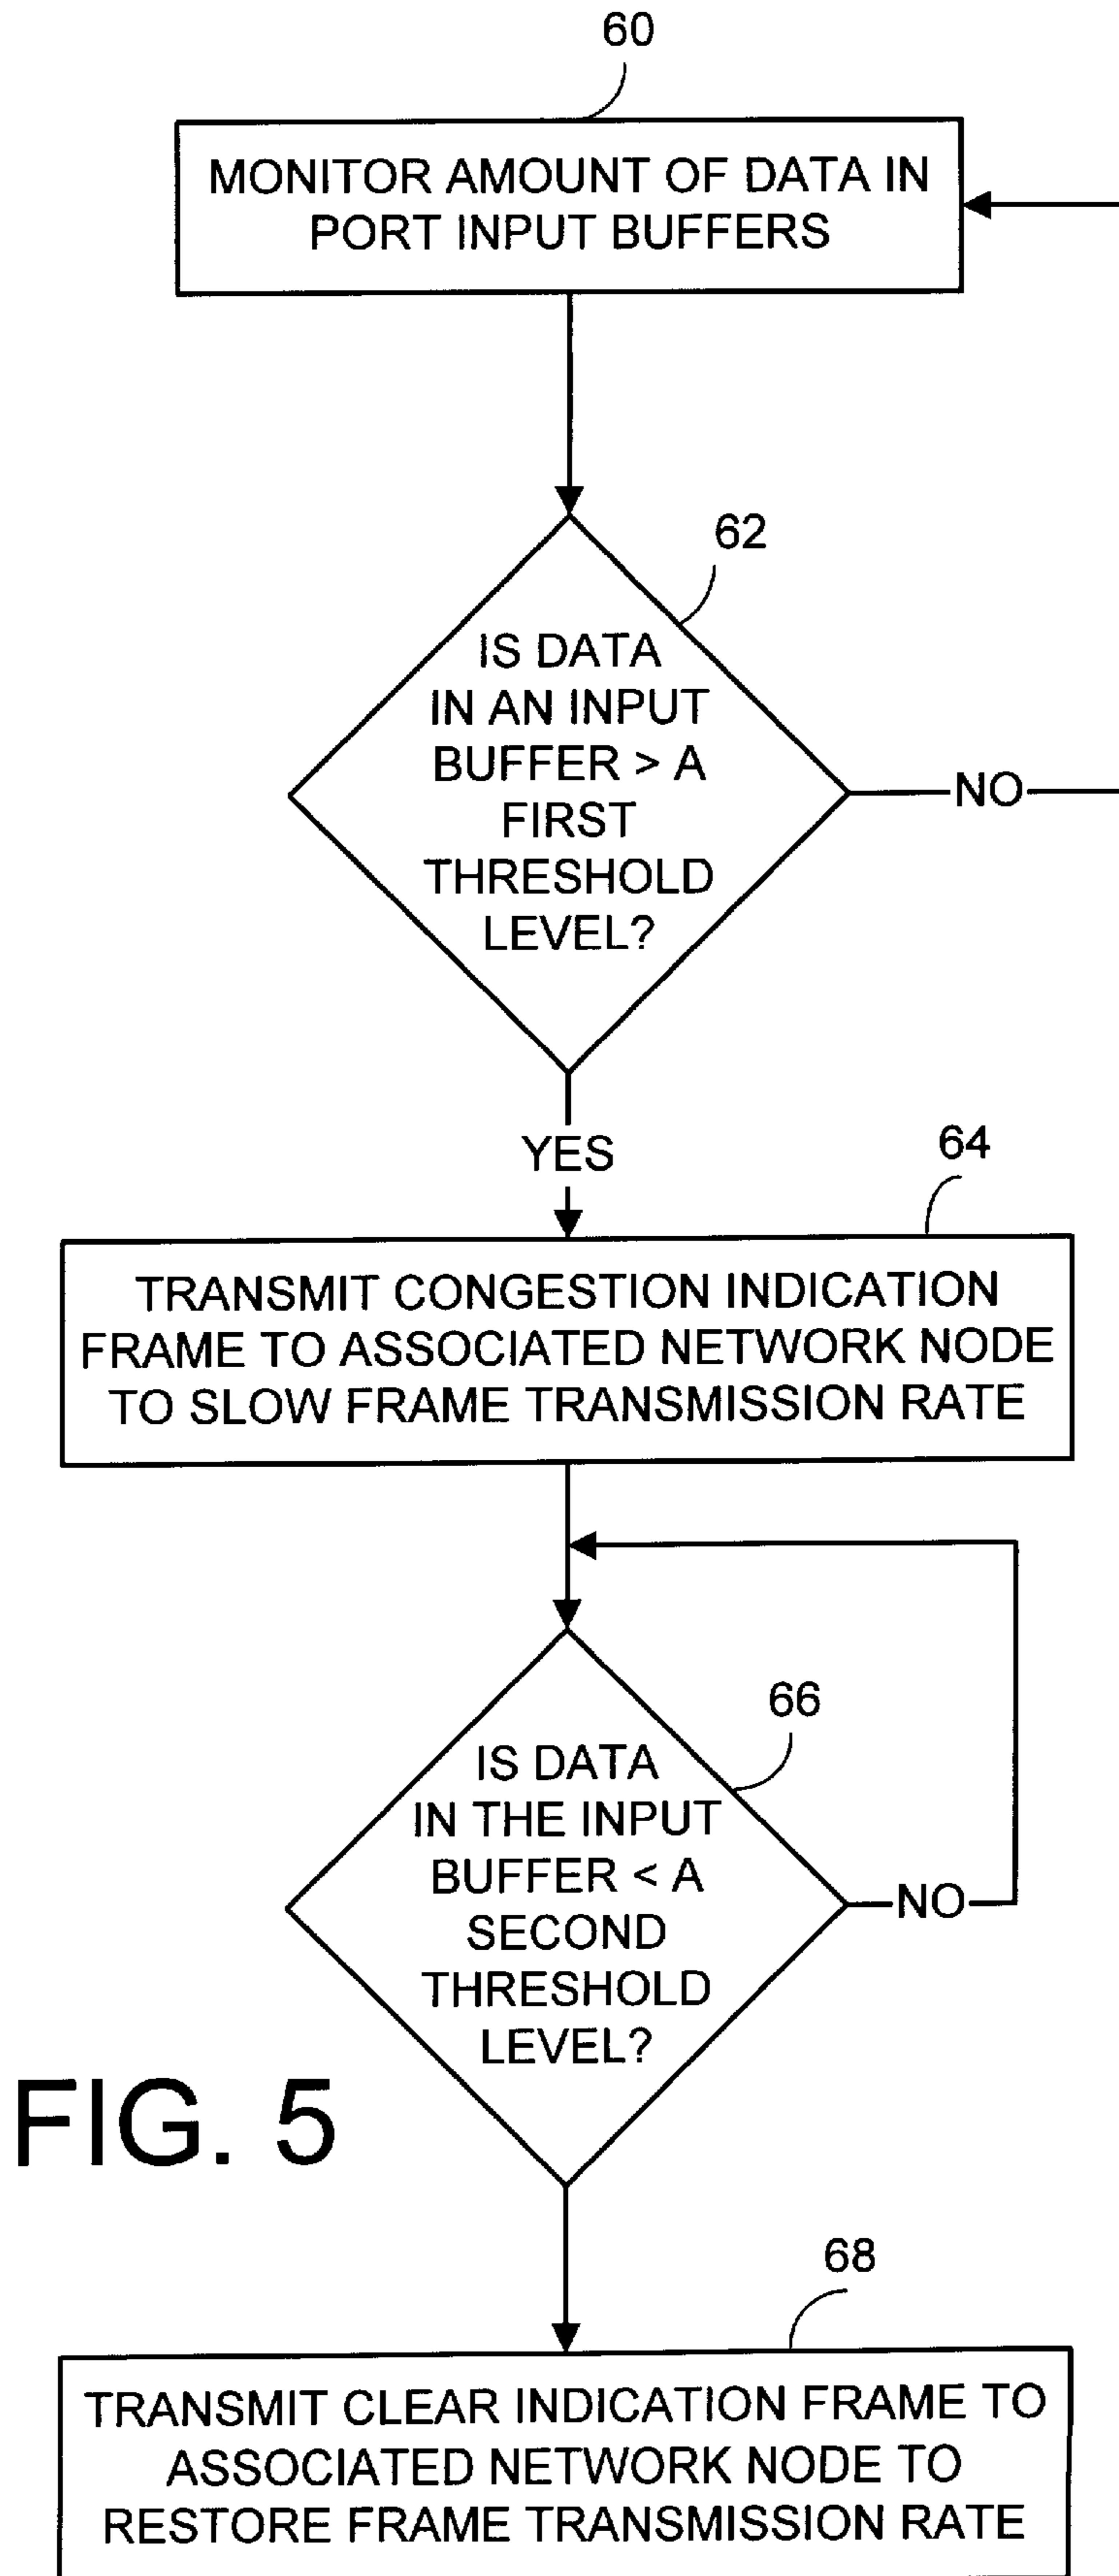 60
MONITOR AMOUNT OF DATA IN
PORT INPUT BUFFERS
62
IS DATA
IN AN INPUT
BUFFER > A
FIRST
THRESHOLD
LEVEL?
NO
YES
64
TRANSMIT CONGESTION INDICATION
FRAME TO ASSOCIATED NETWORK NODE
TO SLOW FRAME TRANSMISSION RATE
66
IS DATA
IN THE INPUT
BUFFER < A
SECOND
THRESHOLD
LEVEL?
NO
FIG. 5
68
TRANSMIT CLEAR INDICATION FRAME TO
ASSOCIATED NETWORK NODE TO
RESTORE FRAME TRANSMISSION RATE